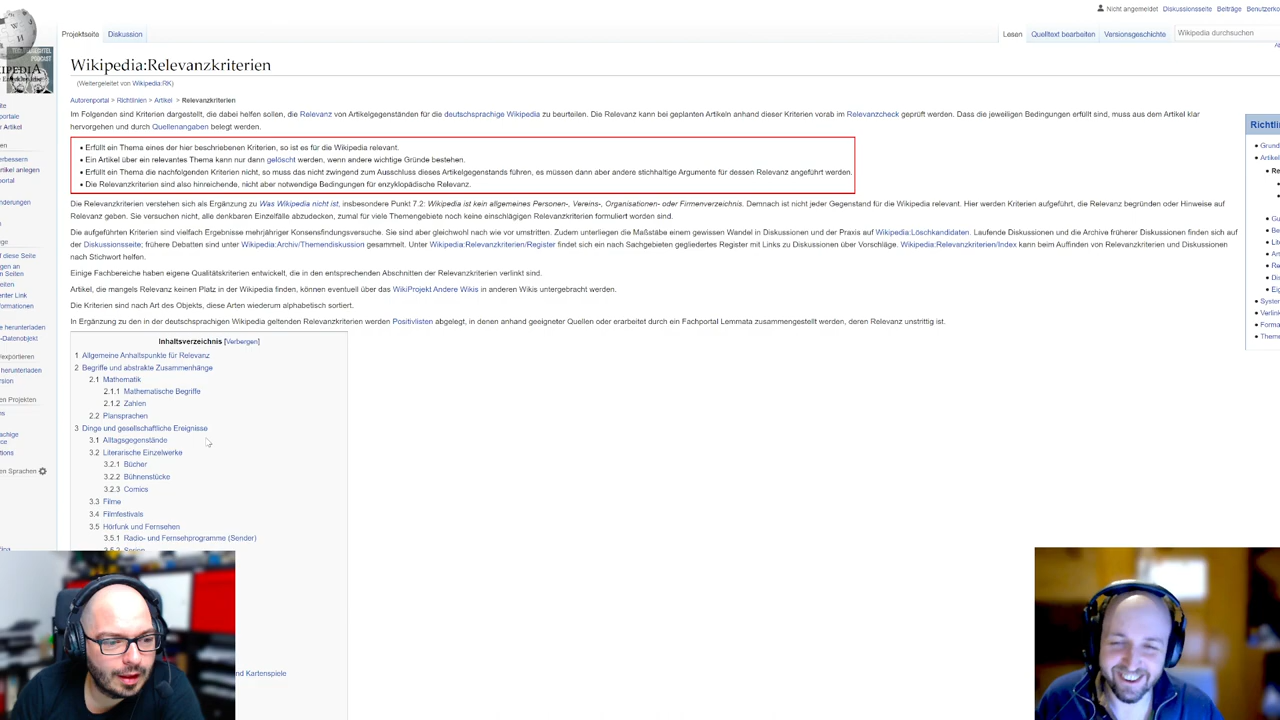 Nicht angemeldet Diskussionsseite Beiträge
Projektseite Diskussion Lesen Quelltext bearbeiten Versionsgeschichte Wikipedia durchsuchen
PODCAST
Wikipedia:Relevanzkriterien
(Weitergeleitet von Wikipedia:RK)
Autorenportal > Richtlinien > Artikel > Relevanzkriterien
Im Folgenden sind Kriterien dargestellt, die dabei helfen sollen, die Relevanz von Artikelgegenständen für die deutschsprachige Wikipedia zu beurteilen. Die Relevanz kann bei geplanten Artikeln anhand dieser Kriterien vorab im Relevanzcheck geprüft werden. Dass die jeweiligen Bedingungen erfüllt sind, muss aus dem Artikel klar
hervorgehen und durch Quellenangaben belegt werden.
• Erfüllt ein Thema eines der hier beschriebenen Kriterien, so ist es für die Wikipedia relevant.
• Ein Artikel über ein relevantes Thema kann nur dann gelöscht werden, wenn andere wichtige Gründe bestehen.
• Erfüllt ein Thema die nachfolgenden Kriterien nicht, so muss das nicht zwingend zum Ausschluss dieses Artikelgegenstands führen, es müssen dann aber andere stichhaltige Argumente für dessen Relevanz angeführt werden.
• Die Relevanzkriterien sind also hinreichende, nicht aber notwendige Bedingungen für enzyklopädische Relevanz.
Die Relevanzkriterien verstehen sich als Ergänzung zu Was Wikipedia nicht ist, insbesondere Punkt 7.2: Wikipedia ist kein allgemeines Personen-, Vereins-, Organisationen- oder Firmenverzeichnis. Demnach ist nicht jeder Gegenstand für die Wikipedia relevant. Hier werden Kriterien aufgeführt, die Relevanz begründen oder Hinweise auf
Relevanz geben. Sie versuchen nicht, alle denkbaren Einzelfälle abzudecken, zumal für viele Themengebiete noch keine einschlägigen Relevanzkriterien formuliert worden sind.
Die aufgeführten Kriterien sind vielfach Ergebnisse mehrjähriger Konsensfindungsversuche. Sie sind aber gleichwohl nach wie vor umstritten. Zudem unterliegen die Maßstäbe einem gewissen Wandel in Diskussionen und der Praxis auf Wikipedia:Löschkandidaten. Laufende Diskussionen und die Archive früherer Diskussionen finden sich auf
der Diskussionsseite; frühere Debatten sind unter Wikipedia:Archiv/Themendiskussion gesammelt. Unter Wikipedia:Relevanzkriterien/Register findet sich ein nach Sachgebieten gegliedertes Register mit Links zu Diskussionen über Vorschläge. Wikipedia:Relevanzkriterien/Index kann beim Auffinden von Relevanzkriterien und Diskussionen
nach Stichwort helfen.
Einige Fachbereiche haben eigene Qualitätskriterien entwickelt, die in den entsprechenden Abschnitten der Relevanzkriterien verlinkt sind.
Artikel, die mangels Relevanz keinen Platz in der Wikipedia finden, können eventuell über das WikiProjekt Andere Wikis in anderen Wikis untergebracht werden.
Die Kriterien sind nach Art des Objekts, diese Arten wiederum alphabetisch sortiert.
In Ergänzung zu den in der deutschsprachigen Wikipedia geltenden Relevanzkriterien werden Positivlisten abgelegt, in denen anhand geeigneter Quellen oder erarbeitet durch ein Fachportal Lemmata zusammengestellt werden, deren Relevanz unstrittig ist.
Inhaltsverzeichnis [Verbergen]
1 Allgemeine Anhaltspunkte für Relevanz
2 Begriffe und abstrakte Zusammenhänge
2.1 Mathematik
2.1.1 Mathematische Begriffe
2.1.2 Zahlen
2.2 Plansprachen
3 Dinge und gesellschaftliche Ereignisse
3.1 Alltagsgegenstände
3.2 Literarische Einzelwerke
3.2.1 Bücher
3.2.2 Bühnenstücke
3.2.3 Comics
3.3 Filme
3.4 Filmfestivals
3.5 Hörfunk und Fernsehen
3.5.1 Radio- und Fernsehprogramme (Sender)
nd Kartenspiele